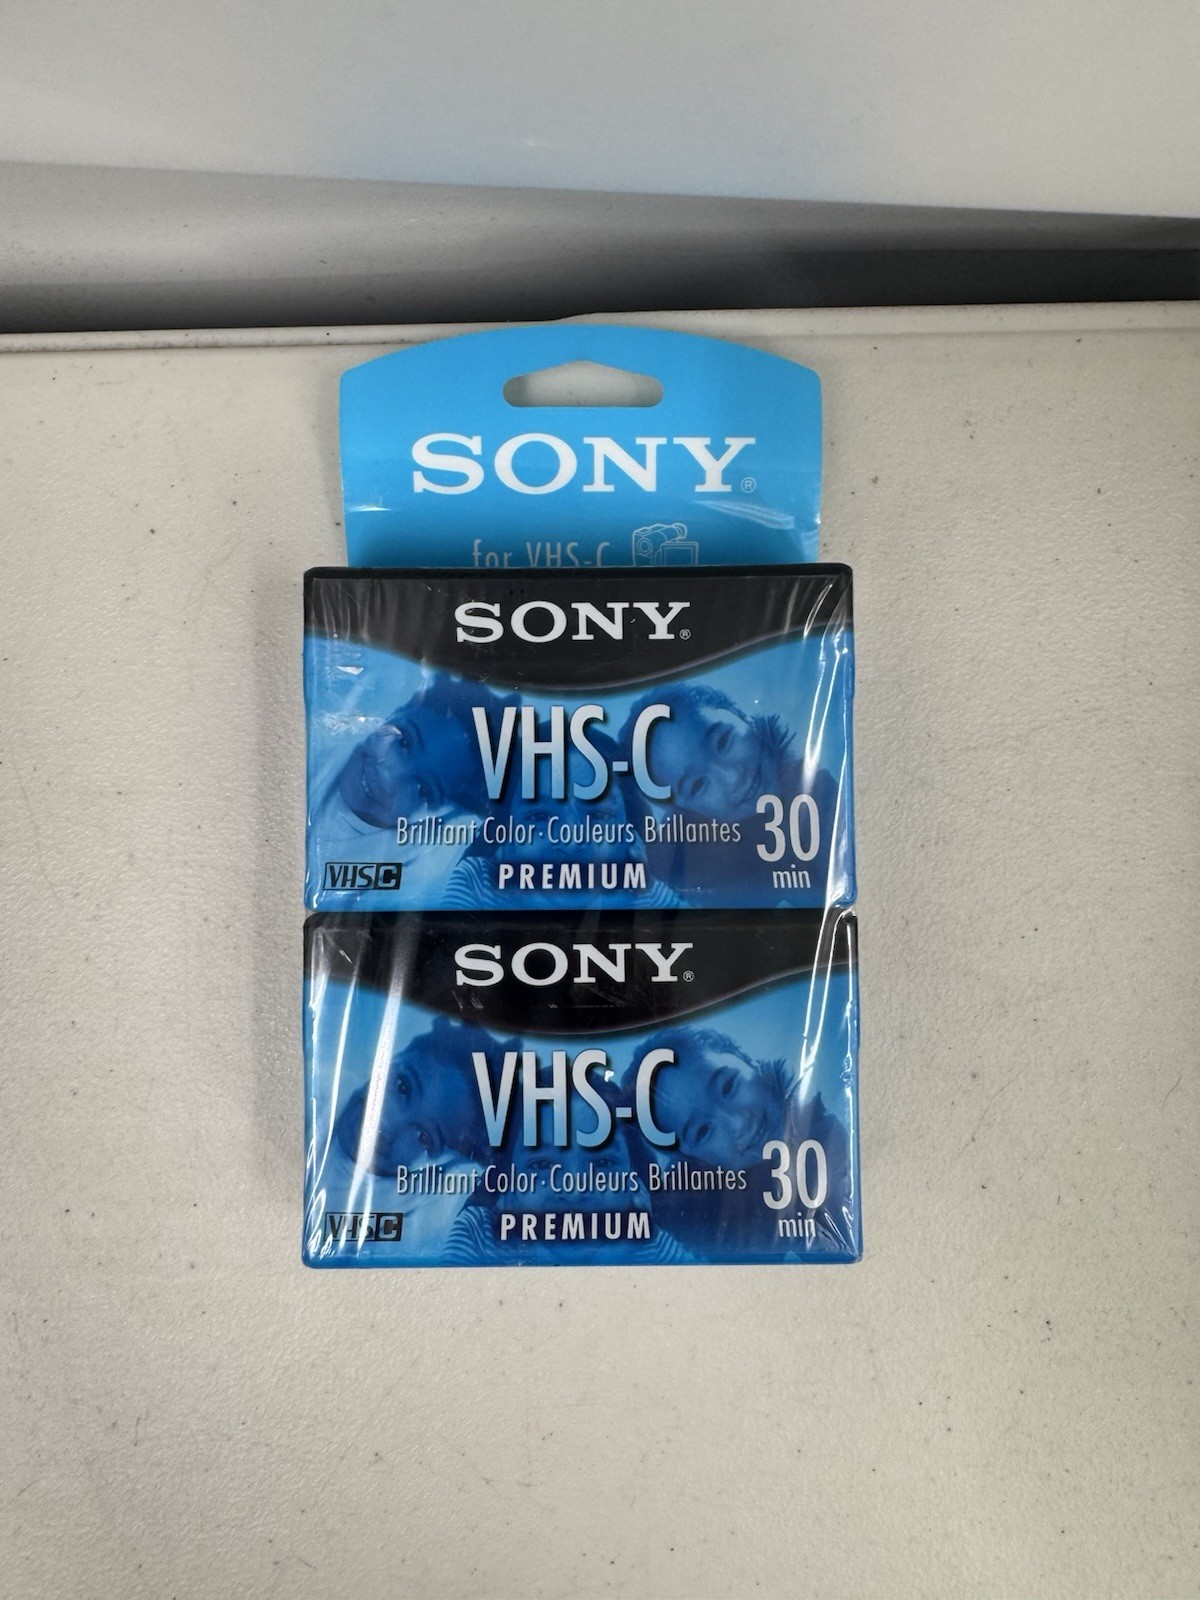 SONY®
for VHS-C
SONY®
VHS-C
Brilliant Color·Couleurs Brillantes
30
min
VHS C
PREMIUM
SONY®
VHS-C
Brilliant Color·Couleurs Brillantes
30
min
VHS C
PREMIUM